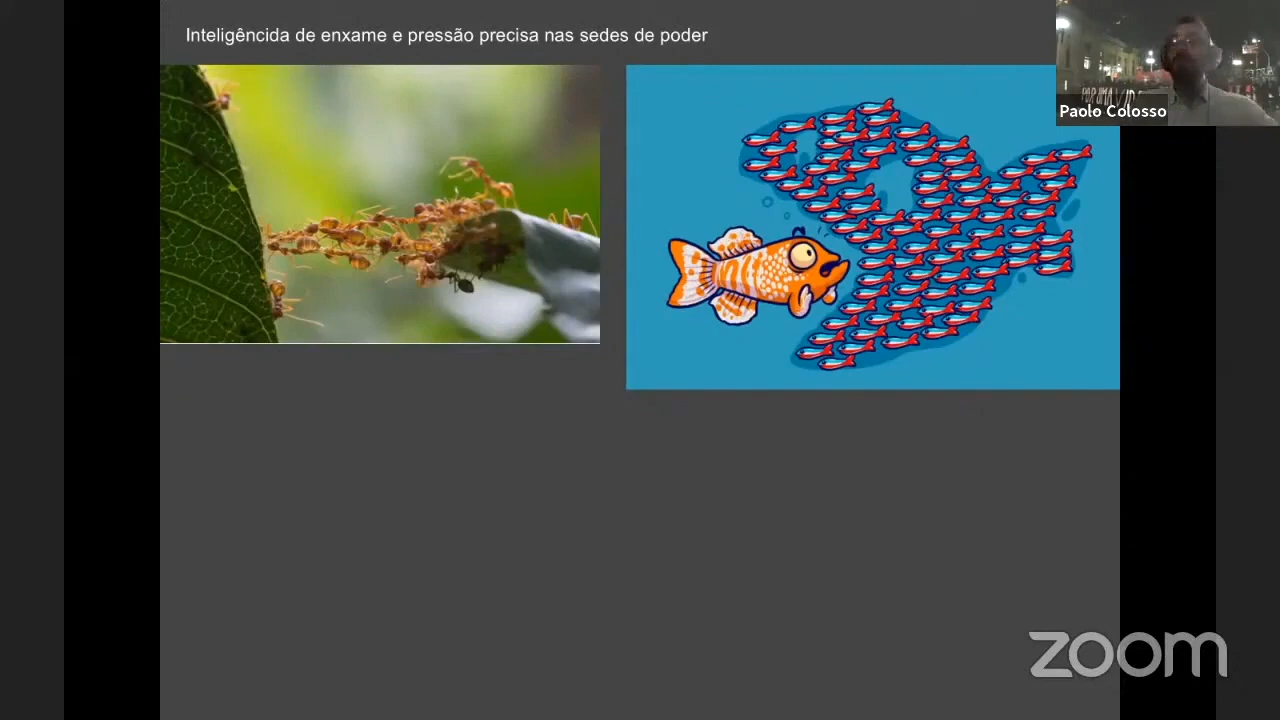 Inteligêncida de enxame e pressão precisa nas sedes de poder
Paolo Colosso
zoom